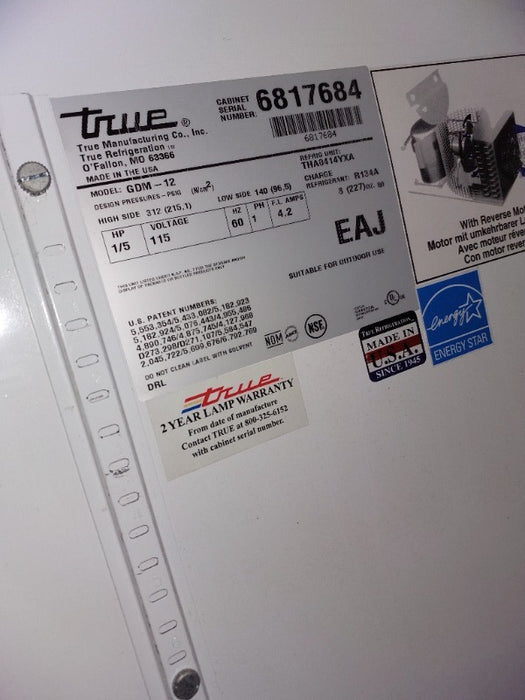 true®
True Manufacturing Co., Inc.
True Refrigeration
O'Fallon, MO 63366
MADE IN THE USA
CABINET
SERIAL
NUMBER:
6817684
6817684
MODEL: GDM-12
DESIGN PRESSURES-PSIG (N/cm²)
HIGH SIDE 312 (215.1)
LOW SIDE 140 (96.5)
REFRIG UNIT:
CHARGE
REFRIGERANT: R134A
8 (227) oz.
HP VOLTAGE HZ PH F.L AMPS
1/5 115 60 1 4.2
EAJ
SUITABLE FOR OUTDOOR USE
U.S. PATENT NUMBERS:
DO NOT CLEAN LABEL WITH SOLVENT
DRL
NOM
UL
NSF
true
2 YEAR LAMP WARRANTY
From date of manufacture
Contact TRUE at 800-325-6152
with cabinet serial number.
TRUE REFRIGERATION
MADE IN
U.S.A.
SINCE 1945
energy
ENERGY STAR
With Reverse
Motor mit umkehrbarer
Avec moteur
Con motor